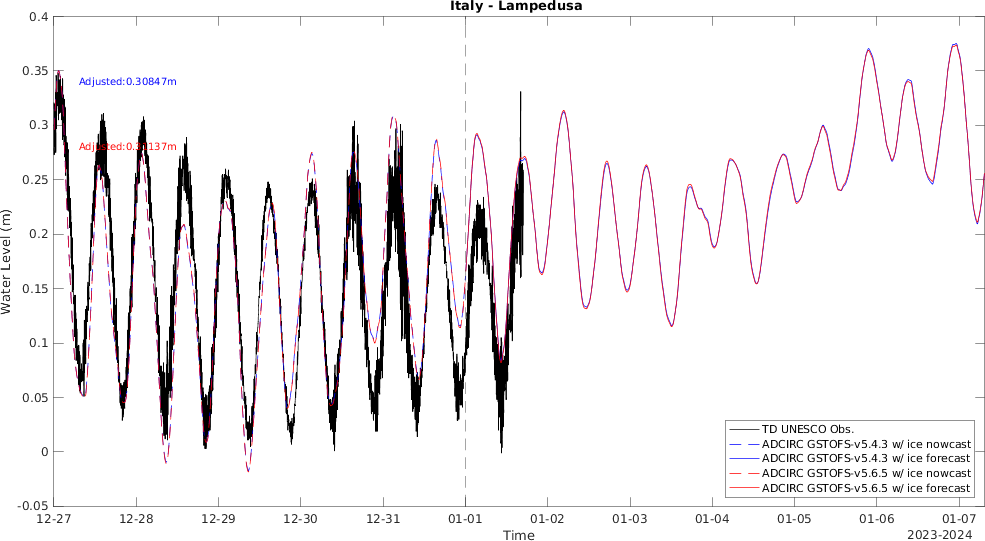 Italy - Lampedusa
0.4
0.35
0.3
0.25
0.2
0.15
0.1
0.05
0
-0.05
Water Level (m)
Adjusted:0.30847m
12-27
12-28
12-29
12-30
12-31
01-01
01-02
01-03
01-04
01-05
01-06
01-07
Time
2023-2024
TD UNESCO Obs.
ADCIRC GSTOFS-v5.4.3 w/ ice nowcast
ADCIRC GSTOFS-v5.4.3 w/ ice forecast
ADCIRC GSTOFS-v5.6.5 w/ ice nowcast
ADCIRC GSTOFS-v5.6.5 w/ ice forecast